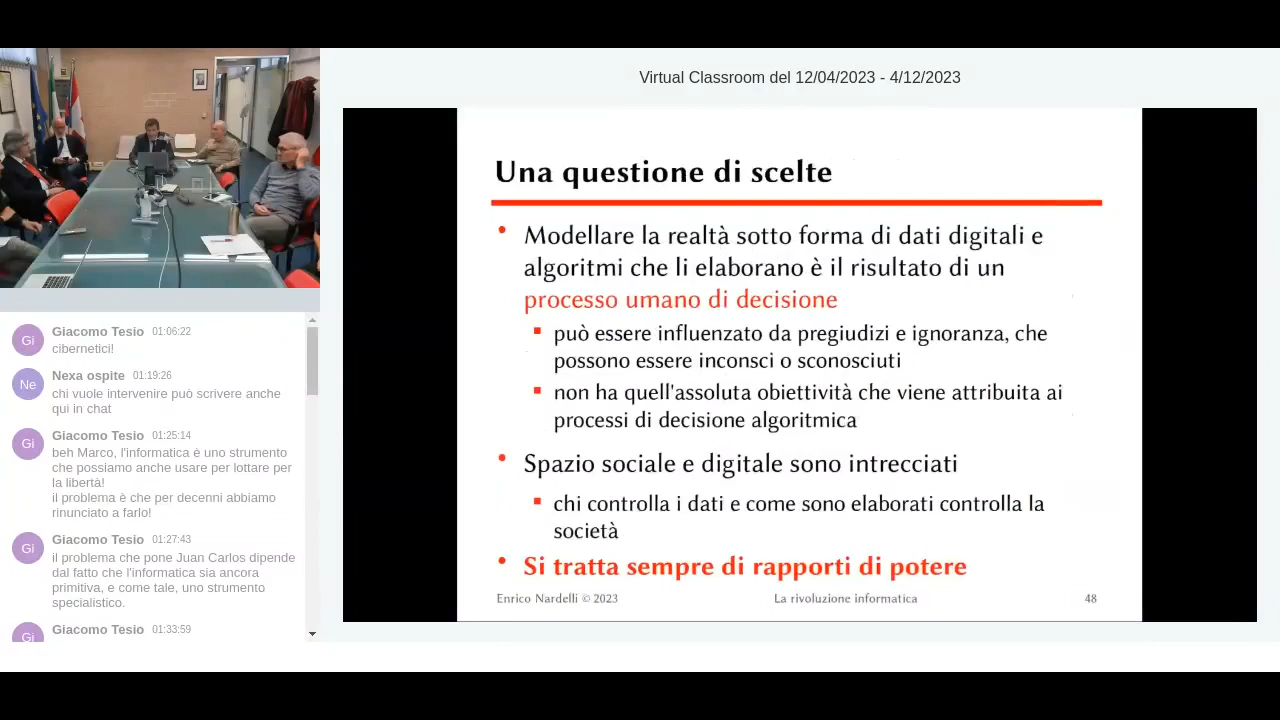 Virtual Classroom del 12/04/2023 - 4/12/2023
Una questione di scelte
• Modellare la realtà sotto forma di dati digitali e
algoritmi che li elaborano è il risultato di un
processo umano di decisione
▪ può essere influenzato da pregiudizi e ignoranza, che
possono essere inconsci o sconosciuti
▪ non ha quell'assoluta obiettività che viene attribuita ai
processi di decisione algoritmica
• Spazio sociale e digitale sono intrecciati
▪ chi controlla i dati e come sono elaborati controlla la
società
• Si tratta sempre di rapporti di potere
Enrico Nardelli © 2023 La rivoluzione informatica 48
Gi Giacomo Tesio 01:06:22
cibernetici!
Ne Nexa ospite 01:19:26
chi vuole intervenire può scrivere anche
qui in chat
Gi Giacomo Tesio 01:25:14
beh Marco, l'informatica è uno strumento
che possiamo anche usare per lottare per
la libertà!
il problema è che per decenni abbiamo
rinunciato a farlo!
Gi Giacomo Tesio 01:27:43
il problema che pone Juan Carlos dipende
dal fatto che l'informatica sia ancora
primitiva, e come tale, uno strumento
specialistico.
Gi Giacomo Tesio 01:33:59